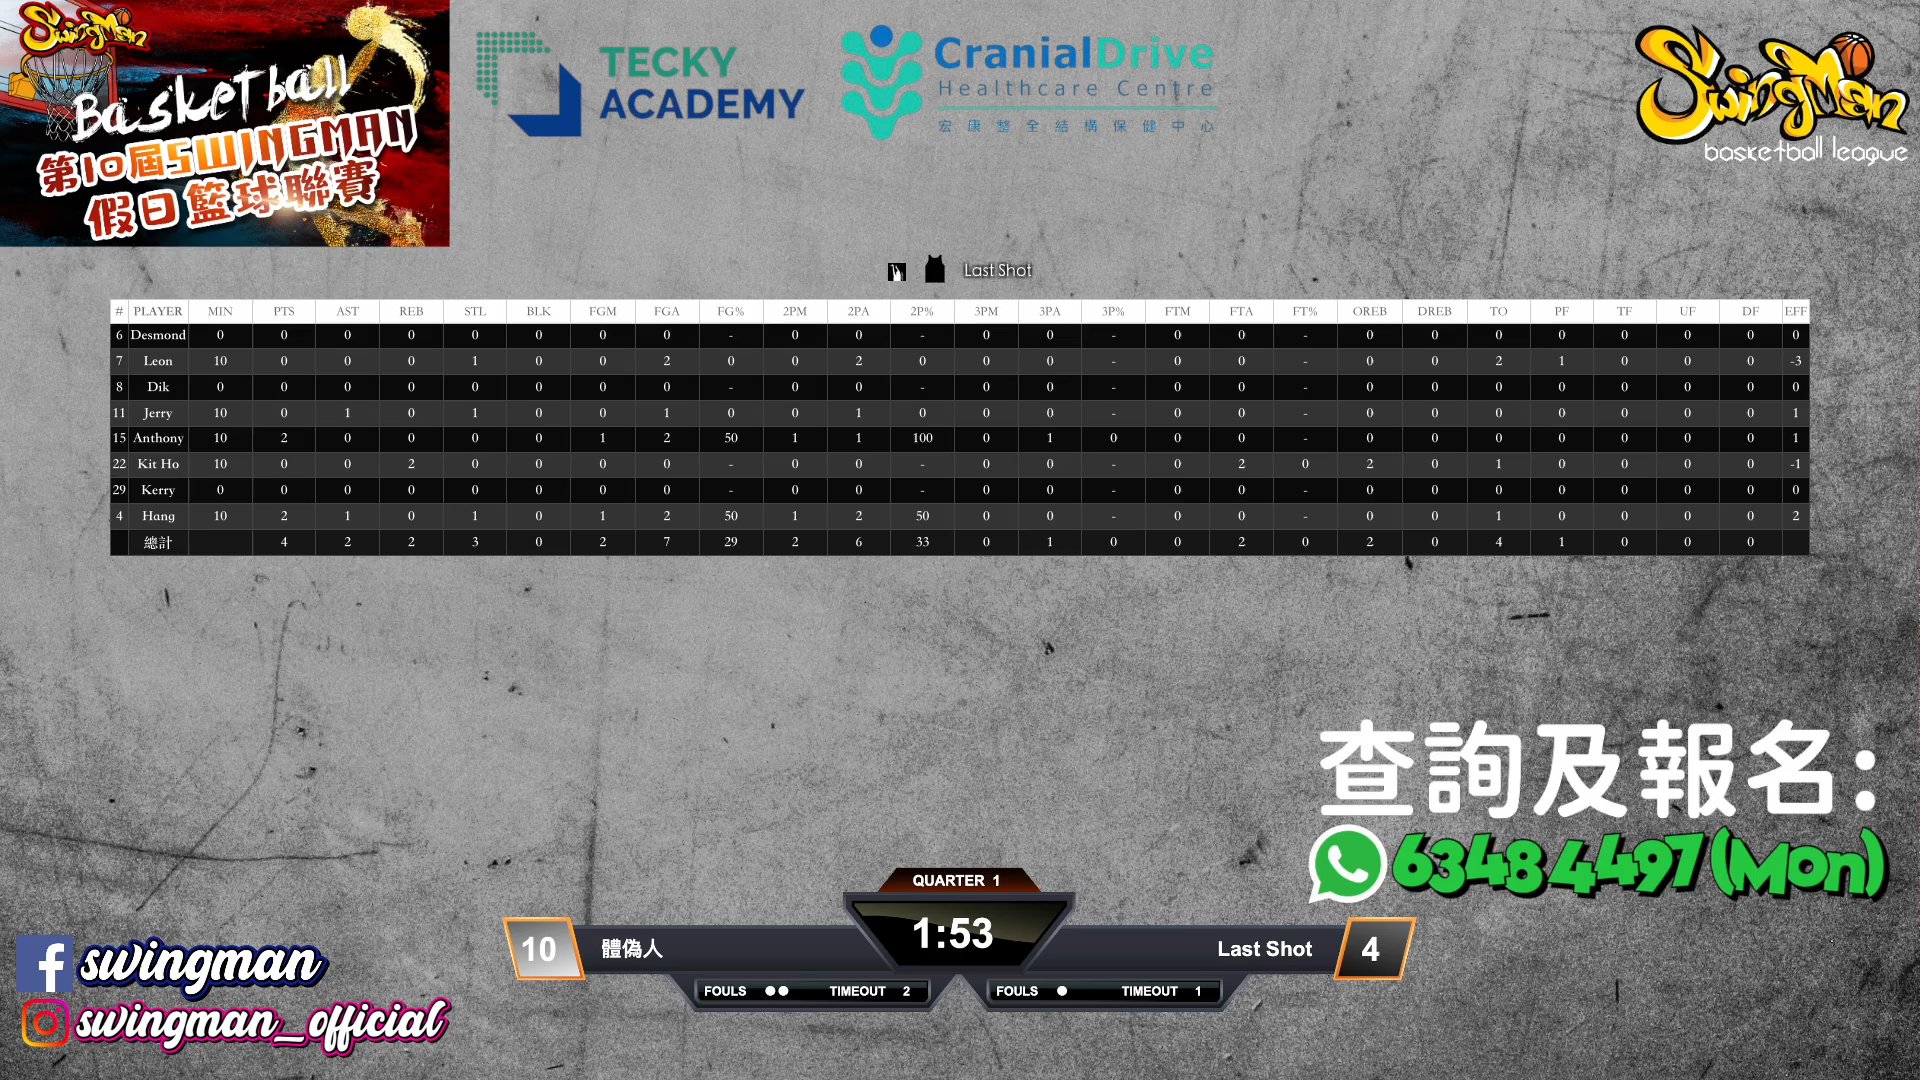 SwingMan
Basketball
第10屆SWINGMAN
假日籃球聯賽
TECKY
ACADEMY
CranialDrive
Healthcare Centre
宏康整全結構保健中心
SwingMan
basketball league
Last Shot
# PLAYER MIN PTS AST REB STL BLK FGM FGA FG% 2PM 2PA 2P% 3PM 3PA 3P% FTM FTA FT% OREB DREB TO PF TF UF DF EFF
6 Desmond 0 0 0 0 0 0 0 0 - 0 0 - 0 0 - 0 0 - 0 0 0 0 0 0 0 0
7 Leon 10 0 0 0 1 0 0 2 0 0 2 0 0 0 - 0 0 - 0 0 2 1 0 0 0 -3
8 Dik 0 0 0 0 0 0 0 0 - 0 0 - 0 0 - 0 0 - 0 0 0 0 0 0 0 0
11 Jerry 10 0 1 0 1 0 0 1 0 0 1 0 0 0 - 0 0 - 0 0 0 0 0 0 0 1
15 Anthony 10 2 0 0 0 0 1 2 50 1 1 100 0 1 0 0 0 - 0 0 0 0 0 0 0 1
22 Kit Ho 10 0 0 2 0 0 0 0 - 0 0 - 0 0 - 0 2 0 2 0 1 0 0 0 0 -1
29 Kerry 0 0 0 0 0 0 0 0 - 0 0 - 0 0 - 0 0 - 0 0 0 0 0 0 0 0
4 Hang 10 2 1 0 1 0 1 2 50 1 2 50 0 0 - 0 0 - 0 0 1 0 0 0 0 2
總計 4 2 2 3 0 2 7 29 2 6 33 0 1 0 0 2 0 2 0 4 1 0 0 0
查詢及報名:
6348 4497 (Mon)
QUARTER 1
1:53
10 體偽人
Last Shot 4
FOULS TIMEOUT 2
FOULS TIMEOUT 1
swingman
swingman_official